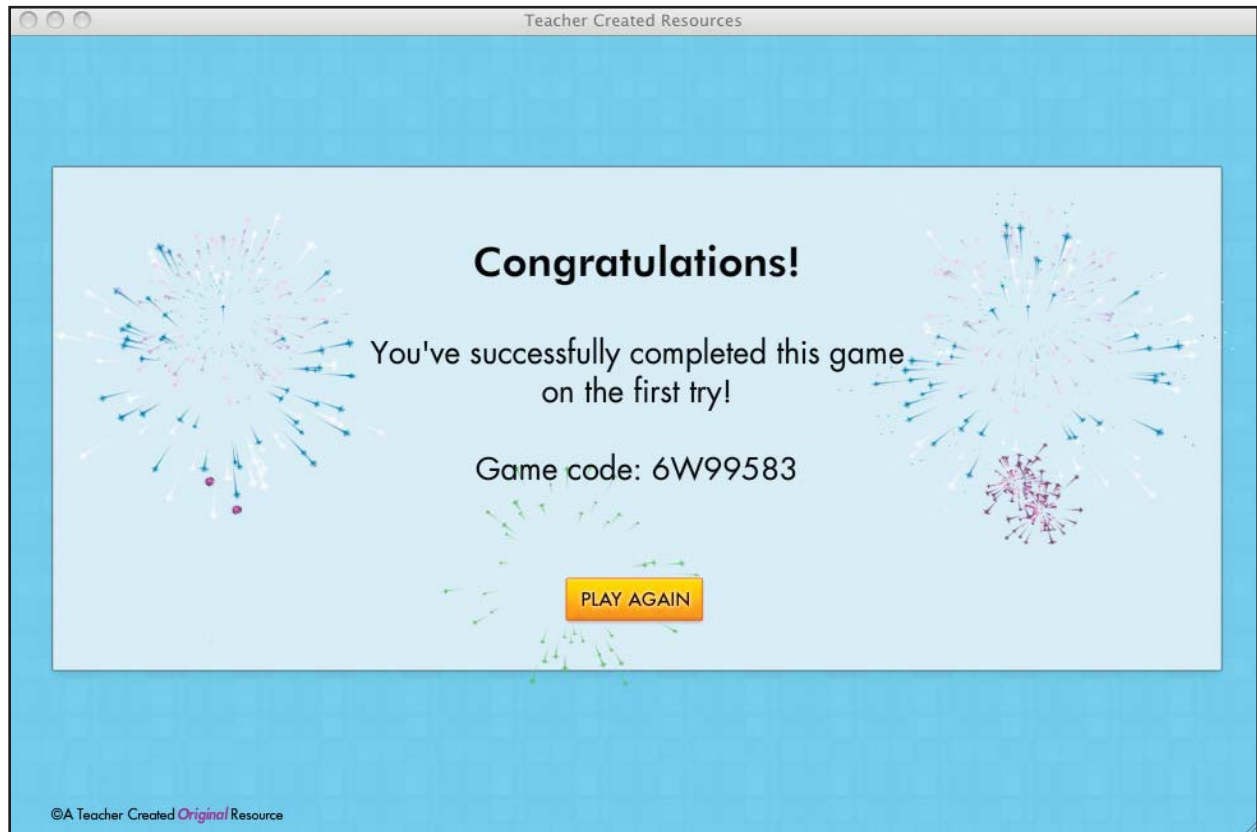 Teacher Created Resources
Congratulations!
You've successfully completed this game
on the first try!
Game code: 6W99583
PLAY AGAIN
©A Teacher Created Original Resource